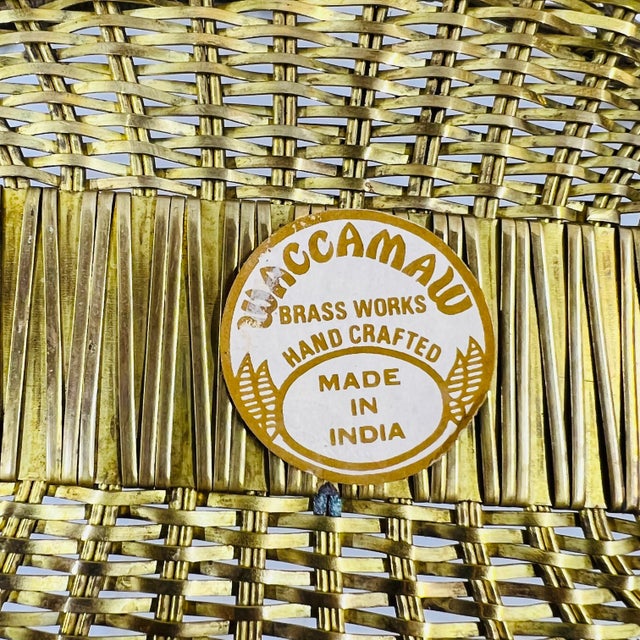 WACCAMAW
BRASS WORKS
HAND CRAFTED
MADE
IN
INDIA